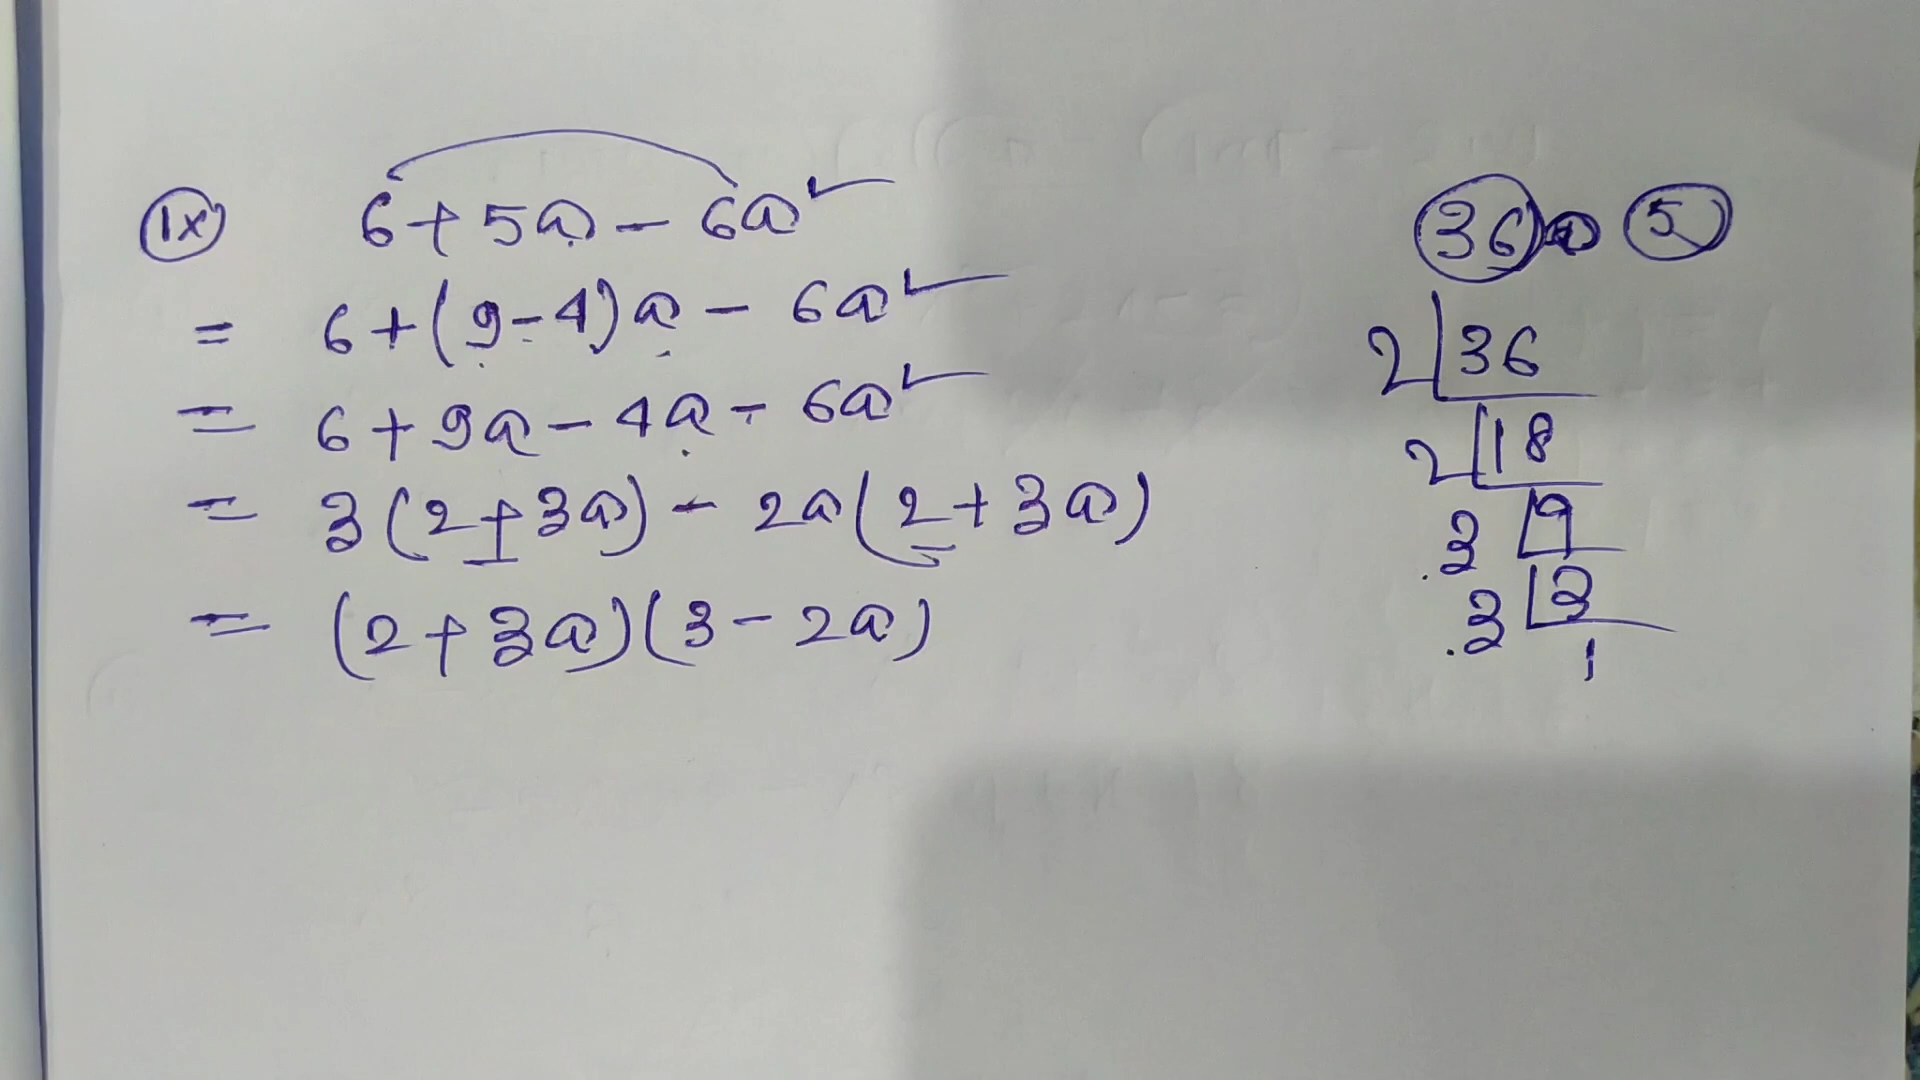 ix 6 + 5a - 6a²
= 6 + (9 - 4)a - 6a²
= 6 + 9a - 4a - 6a²
= 3(2 + 3a) - 2a(2 + 3a)
= (2 + 3a)(3 - 2a)
36 5
2 | 36
2 | 18
3 | 9
3 | 3
1